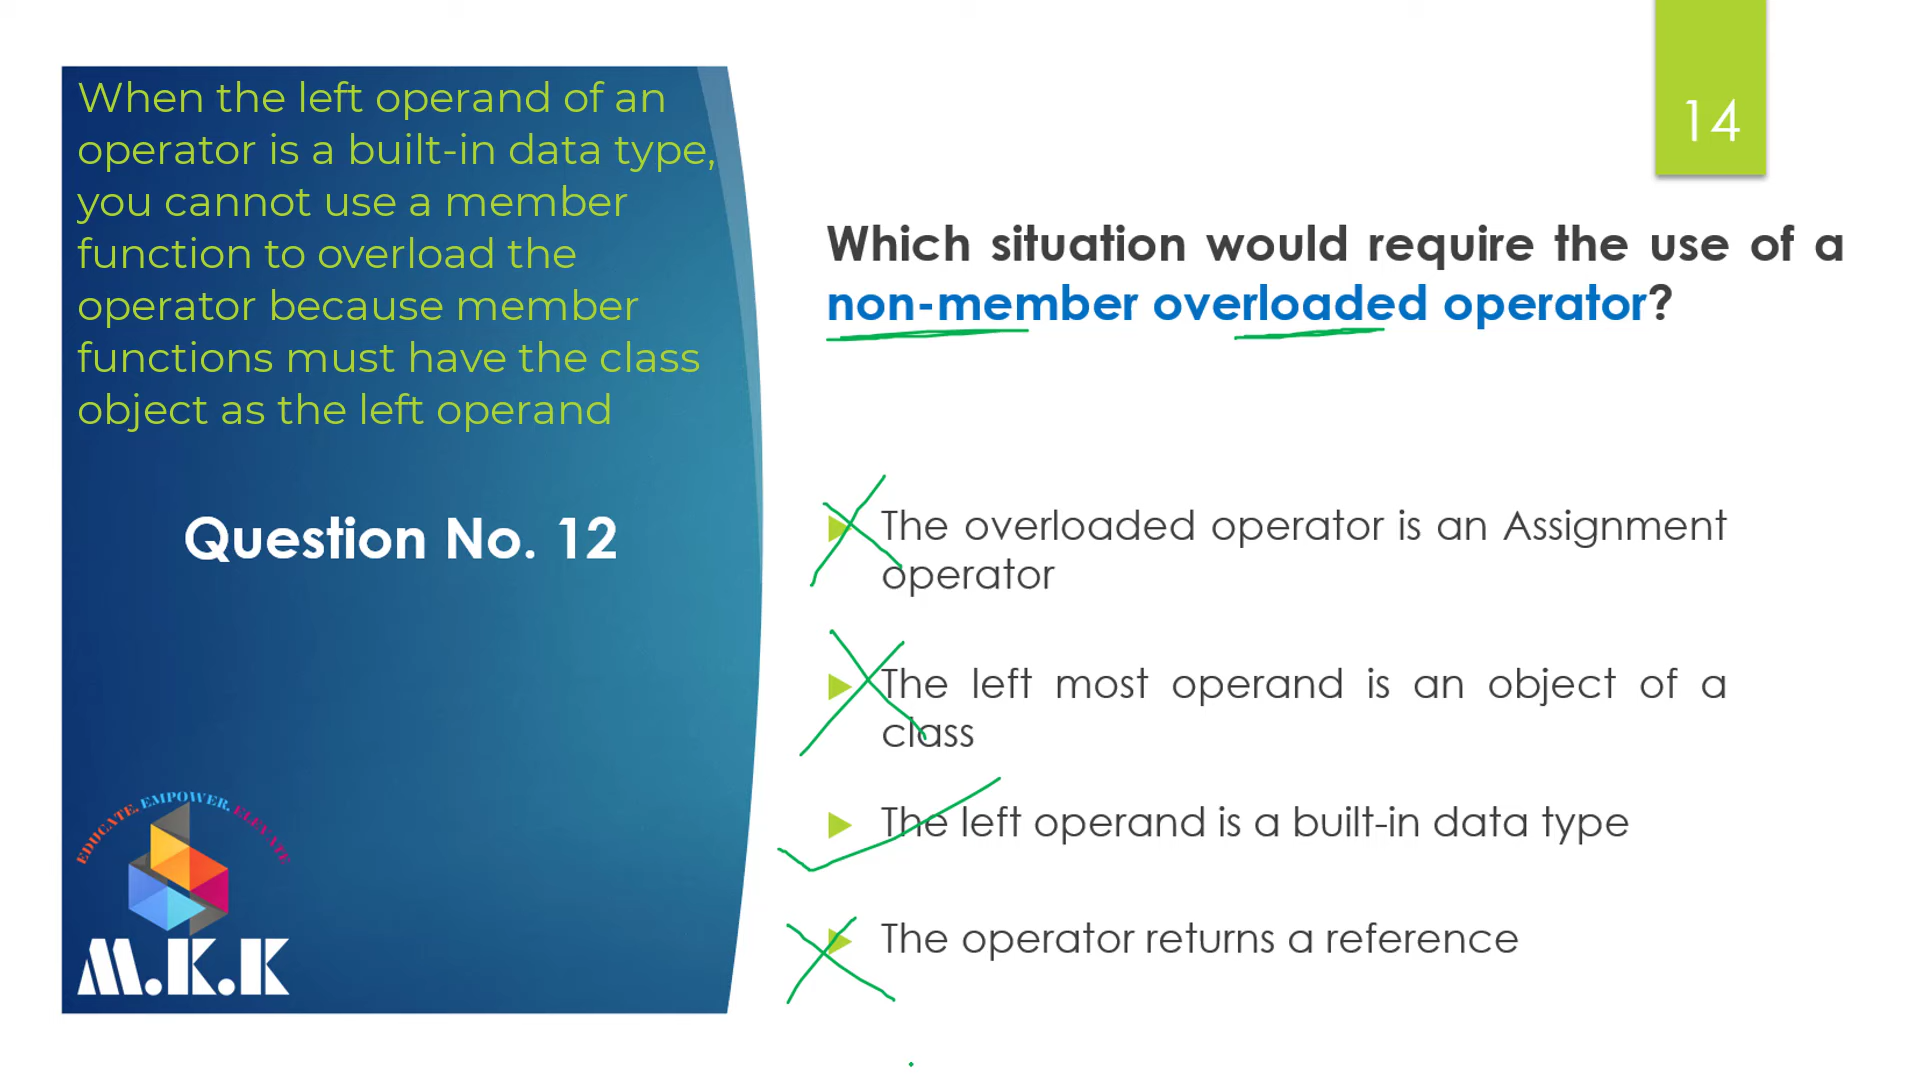 When the left operand of an
operator is a built-in data type,
you cannot use a member
function to overload the
operator because member
functions must have the class
object as the left operand
Question No. 12
EDUCATE. EMPOWER. ELEVATE
M.K.K
14
Which situation would require the use of a
non-member overloaded operator?
The overloaded operator is an Assignment
operator
The left most operand is an object of a
class
The left operand is a built-in data type
The operator returns a reference